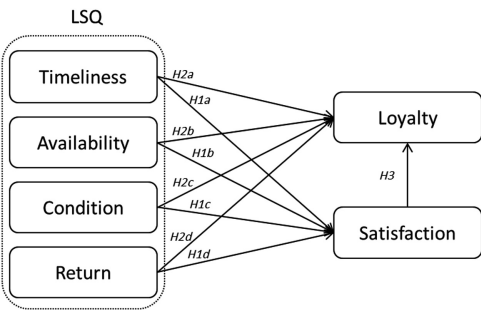 LSQ
Timeliness
Availability
Condition
Return
H2a
H1a
H2b
H1b
H2c
H1c
H2d
H1d
Loyalty
H3
Satisfaction